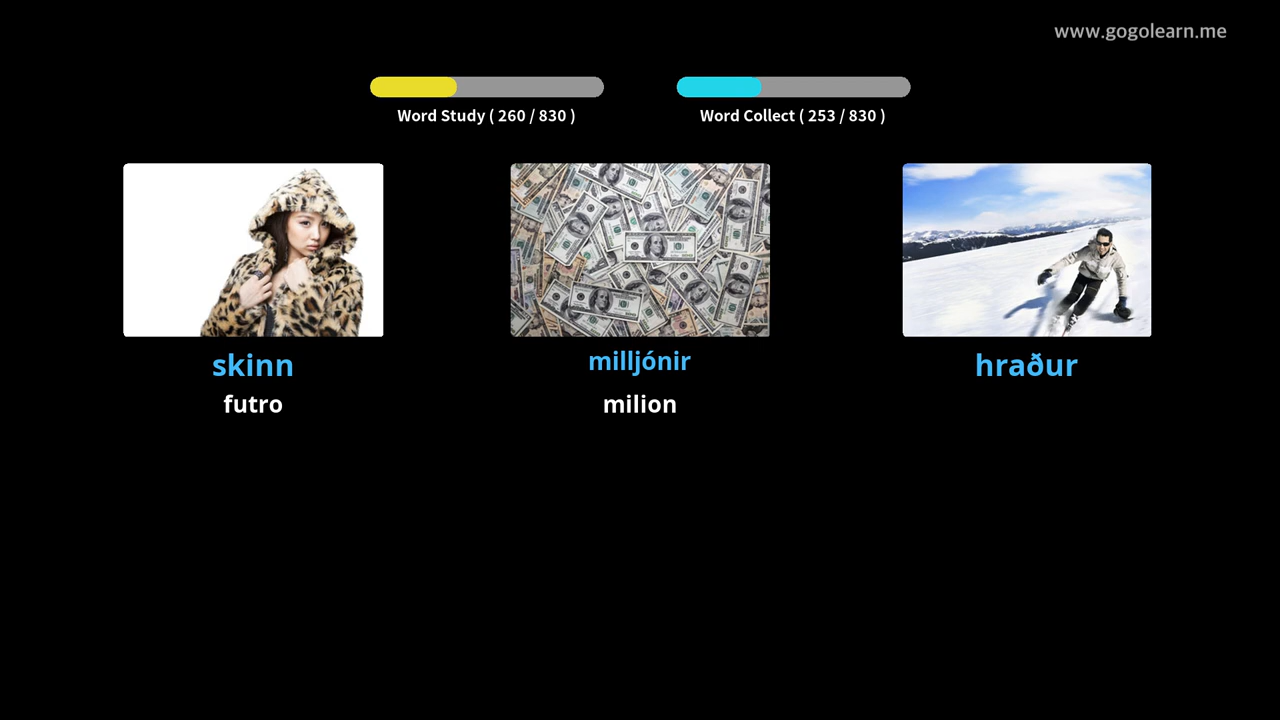 www.gogolearn.me
Word Study ( 260 / 830 )
Word Collect ( 253 / 830 )
skinn
futro
milljónir
milion
hraður